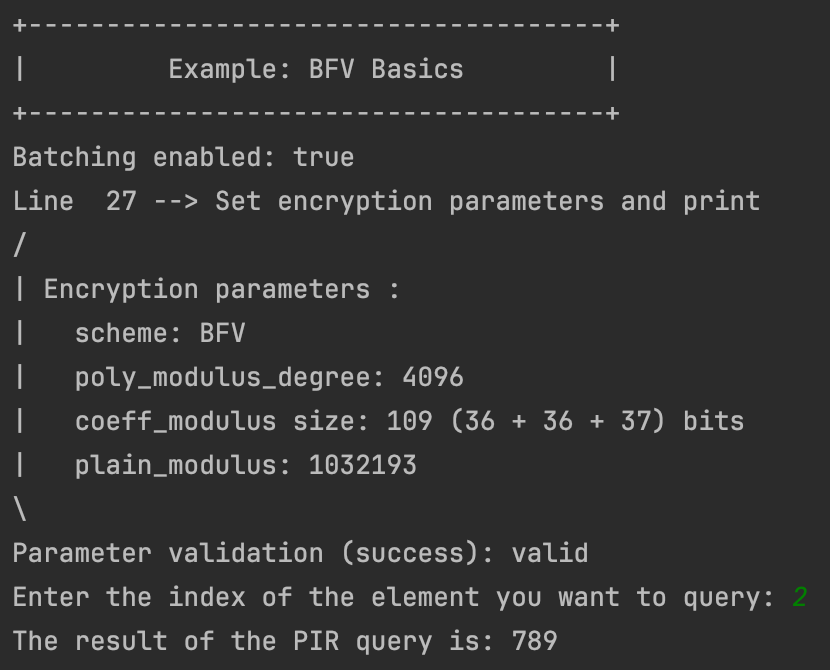 +-------------------------------------+
|         Example: BFV Basics         |
+-------------------------------------+
Batching enabled: true
Line  27 --> Set encryption parameters and print
/
| Encryption parameters :
|   scheme: BFV
|   poly_modulus_degree: 4096
|   coeff_modulus size: 109 (36 + 36 + 37) bits
|   plain_modulus: 1032193
\
Parameter validation (success): valid
Enter the index of the element you want to query: 2
The result of the PIR query is: 789